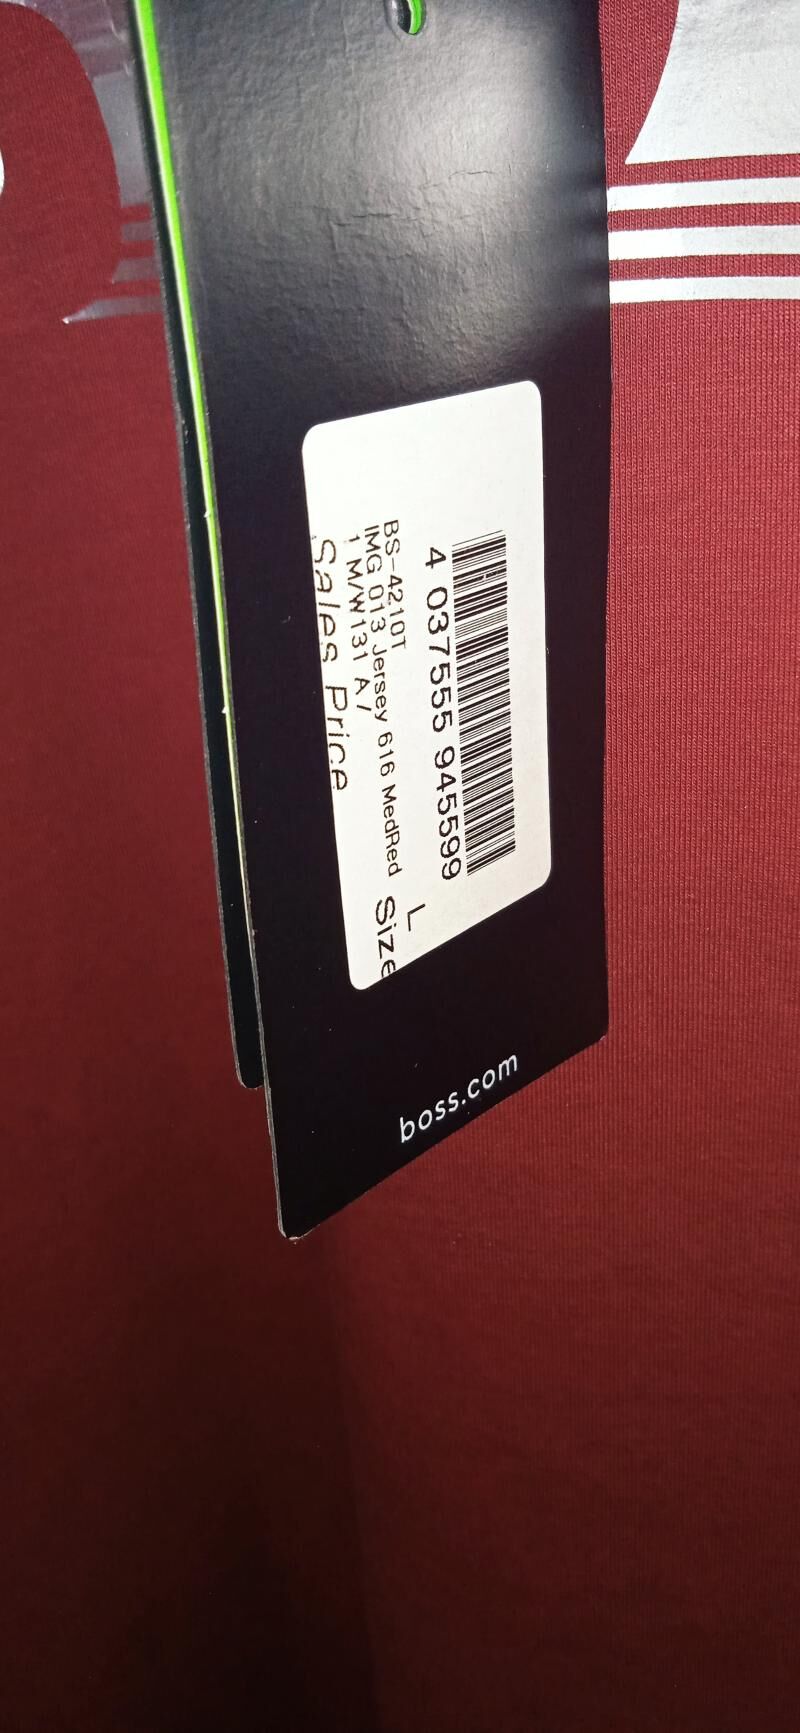 4 037555 945599
BS-4210T
IMG 013 Jersey 616 MedRed
1 M/W131 A/
Sales Price
L
Size
boss.com